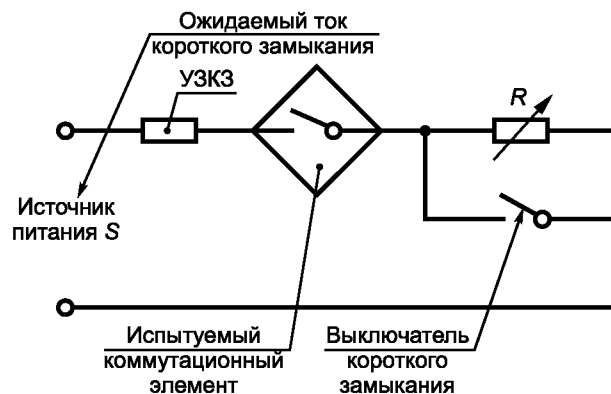 Ожидаемый ток
короткого замыкания
УЗКЗ
R
Источник
питания S
Испытуемый
коммутационный
элемент
Выключатель
короткого
замыкания